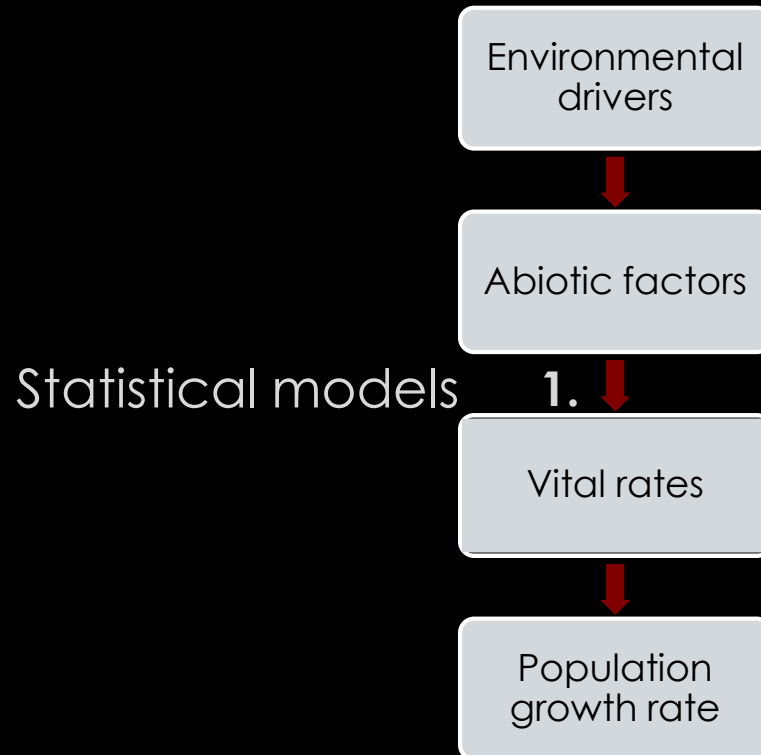 Environmental
drivers
Abiotic factors
Statistical models 1.
Vital rates
Population
growth rate